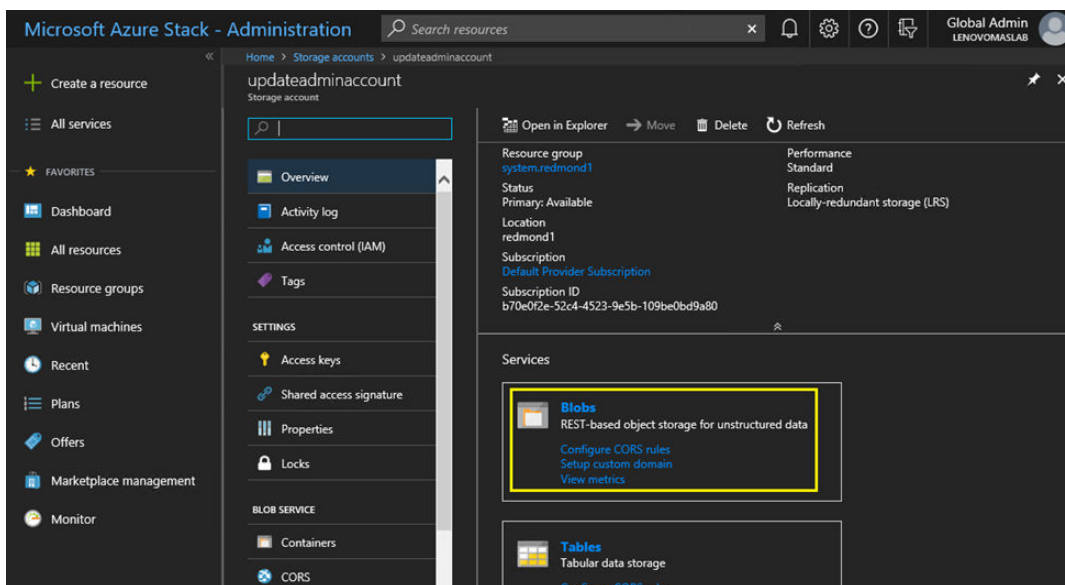 Microsoft Azure Stack - Administration
Search resources
Global Admin
LENOVOMASLAB
Home > Storage accounts > updateadminaccount
updateadminaccount
Storage account
Create a resource
All services
FAVORITES
Dashboard
All resources
Resource groups
Virtual machines
Recent
Plans
Offers
Marketplace management
Monitor
Overview
Activity log
Access control (IAM)
Tags
SETTINGS
Access keys
Shared access signature
Properties
Locks
BLOB SERVICE
Containers
CORS
Open in Explorer
Move
Delete
Refresh
Resource group
system.redmond1
Status
Primary: Available
Location
redmond1
Subscription
Default Provider Subscription
Subscription ID
b70e0f2e-52c4-4523-9e5b-109be0bd9a80
Performance
Standard
Replication
Locally-redundant storage (LRS)
Services
Blobs
REST-based object storage for unstructured data
Configure CORS rules
Setup custom domain
View metrics
Tables
Tabular data storage